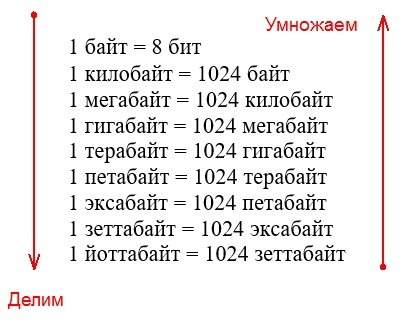 Умножаем
1 байт = 8 бит
1 килобайт = 1024 байт
1 мегабайт = 1024 килобайт
1 гигабайт = 1024 мегабайт
1 терабайт = 1024 гигабайт
1 петабайт = 1024 терабайт
1 эксабайт = 1024 петабайт
1 зеттабайт = 1024 эксабайт
1 йоттабайт = 1024 зеттабайт
Делим